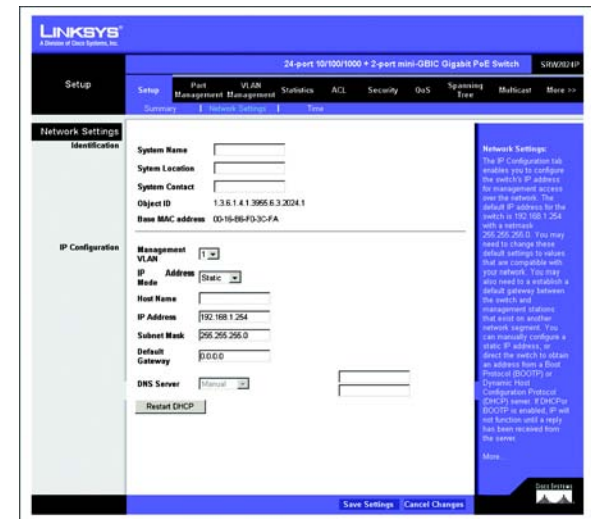 LINKSYS®
A Division of Cisco Systems, Inc.
24-port 10/100/1000 + 2-port mini-GBIC Gigabit PoE Switch SRW2024P
Setup
Setup Port Management VLAN Management Statistics ACL Security QoS Spanning Tree Multicast More >>
Summary | Network Settings | Time
Network Settings
Identification
System Name
Sytem Location
System Contact
Object ID 1.3.6.1.4.1.3955.6.3.2024.1
Base MAC address 00-16-B6-F0-3C-FA
IP Configuration
Management VLAN 1
IP Address Mode Static
Host Name
IP Address 192.168.1.254
Subnet Mask 255.255.255.0
Default Gateway 0.0.0.0
DNS Server Manual
Restart DHCP
Network Settings:
The IP Configuration tab
enables you to configure
the switch's IP address
for management access
over the network. The
default IP address for the
switch is 192.168.1.254
with a netmask
255.255.255.0. You may
need to change these
default settings to values
that are compatible with
your network. You may
also need to a establish a
default gateway between
the switch and
management stations
that exist on another
network segment. You
can manually configure a
static IP address, or
direct the switch to obtain
an address from a Boot
Protocol (BOOTP) or
Dynamic Host
Configuration Protocol
(DHCP) server. If DHCPor
BOOTP is enabled, IP will
not function until a reply
has been received from
the server.
More...
Save Settings Cancel Changes
Cisco Systems